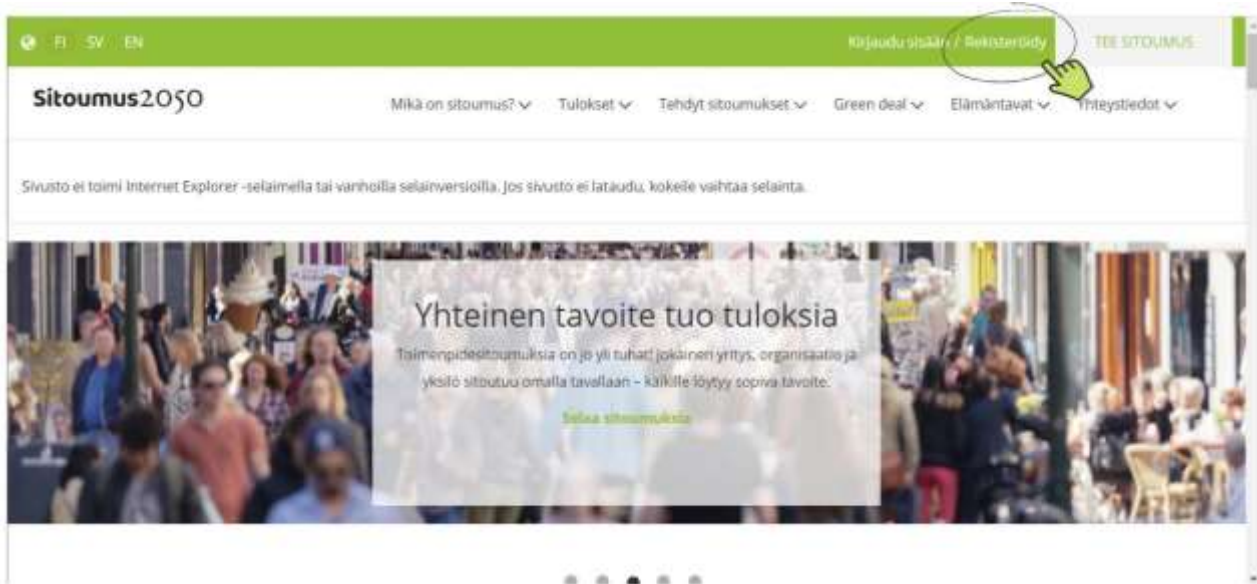 FI SV EN
Kirjaudu sisään / Rekisteröidy
TEE SITOUMUS
Sitoumus2050
Mikä on sitoumus? Tulokset Tehdyt sitoumukset Green deal Elämäntavat Yhteystiedot
Sivusto ei toimi Internet Explorer -selaimella tai vanhoilla selainversioilla. Jos sivusto ei lataudu, kokeile vaihtaa selainta.
Yhteinen tavoite tuo tuloksia
Toimenpidesitoumuksia on jo yli tuhat! Jokainen yritys, organisaatio ja
yksilö sitoutuu omalla tavallaan – kaikille löytyy sopiva tavoite.
Selaa sitoumuksia